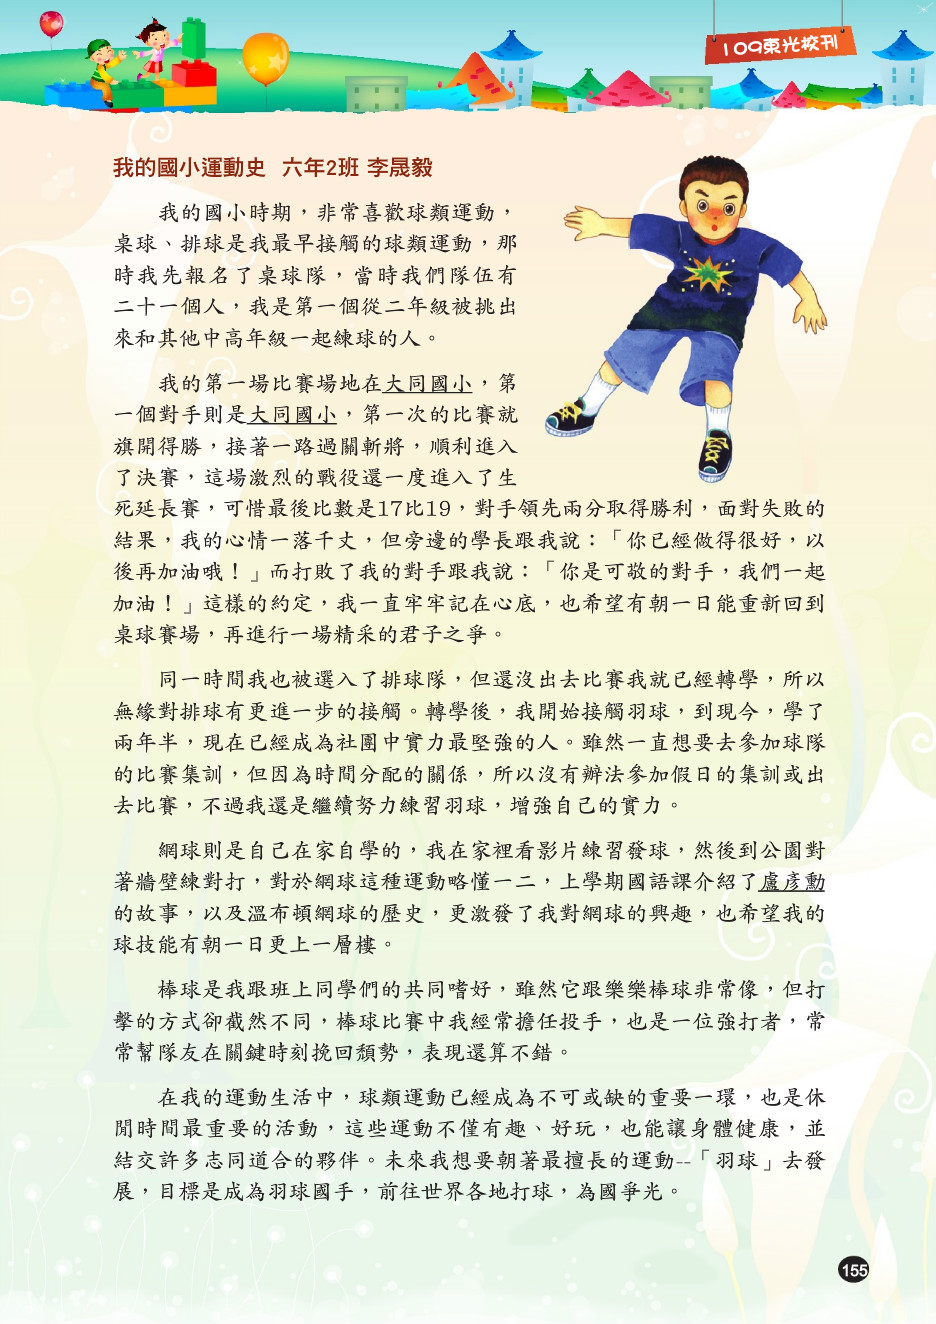 109東光校刊
我的國小運動史 六年2班 李晟毅
我的國小時期，非常喜歡球類運動，
桌球、排球是我最早接觸的球類運動，那
時我先報名了桌球隊，當時我們隊伍有
二十一個人，我是第一個從二年級被挑出
來和其他中高年級一起練球的人。
我的第一場比賽場地在大同國小，第
一個對手則是大同國小，第一次的比賽就
旗開得勝，接著一路過關斬將，順利進入
了決賽，這場激烈的戰役還一度進入了生
死延長賽，可惜最後比數是17比19，對手領先兩分取得勝利，面對失敗的
結果，我的心情一落千丈，但旁邊的學長跟我說：「你已經做得很好，以
後再加油哦！」而打敗了我的對手跟我說：「你是可敬的對手，我們一起
加油！」這樣的約定，我一直牢牢記在心底，也希望有朝一日能重新回到
桌球賽場，再進行一場精采的君子之爭。
同一時間我也被選入了排球隊，但還沒出去比賽我就已經轉學，所以
無緣對排球有更進一步的接觸。轉學後，我開始接觸羽球，到現今，學了
兩年半，現在已經成為社團中實力最堅強的人。雖然一直想要去參加球隊
的比賽集訓，但因為時間分配的關係，所以沒有辦法參加假日的集訓或出
去比賽，不過我還是繼續努力練習羽球，增強自己的實力。
網球則是自己在家自學的，我在家裡看影片練習發球，然後到公園對
著牆壁練對打，對於網球這種運動略懂一二，上學期國語課介紹了盧彥勳
的故事，以及溫布頓網球的歷史，更激發了我對網球的興趣，也希望我的
球技能有朝一日更上一層樓。
棒球是我跟班上同學們的共同嗜好，雖然它跟樂樂棒球非常像，但打
擊的方式卻截然不同，棒球比賽中我經常擔任投手，也是一位強打者，常
常幫隊友在關鍵時刻挽回頹勢，表現還算不錯。
在我的運動生活中，球類運動已經成為不可或缺的重要一環，也是休
閒時間最重要的活動，這些運動不僅有趣、好玩，也能讓身體健康，並
結交許多志同道合的夥伴。未來我想要朝著最擅長的運動--「羽球」去發
展，目標是成為羽球國手，前往世界各地打球，為國爭光。
155